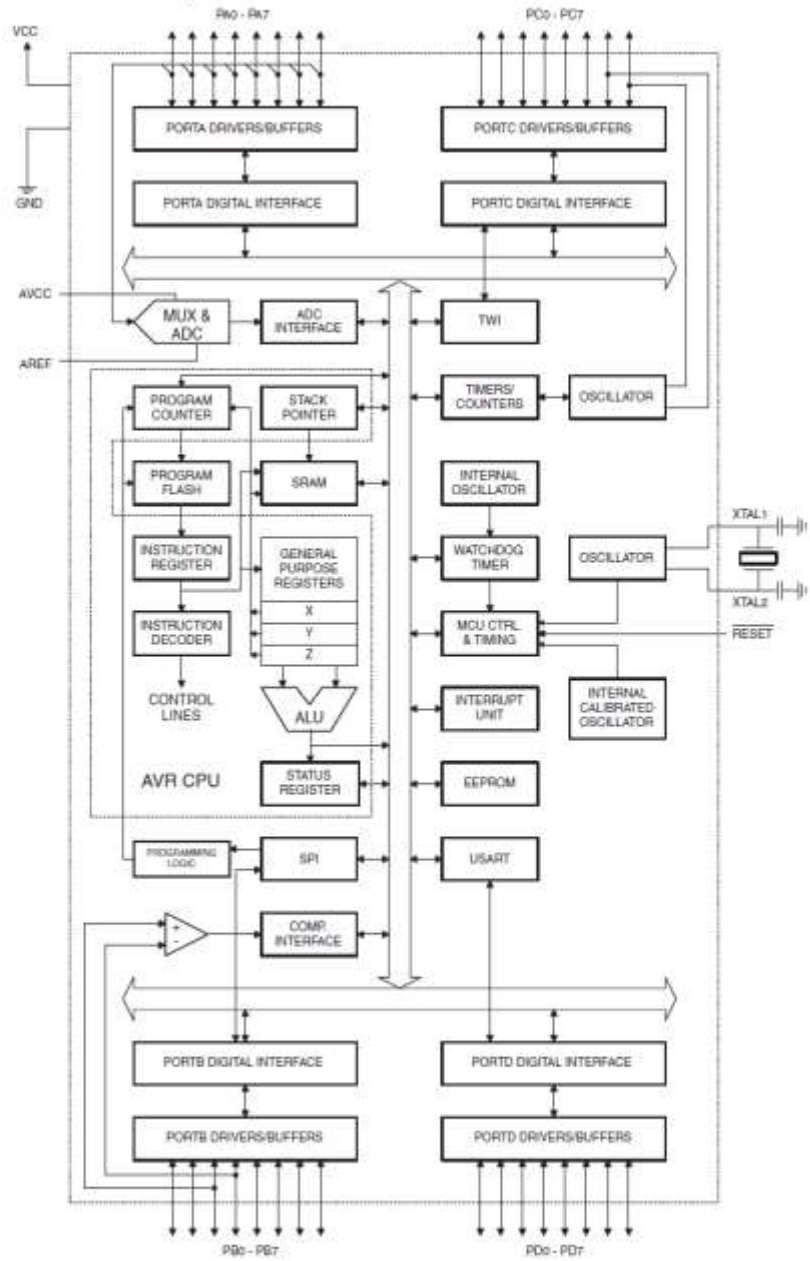 PA0 - PA7
PC0 - PC7
VCC
PORTA DRIVERS/BUFFERS
PORTC DRIVERS/BUFFERS
GND
PORTA DIGITAL INTERFACE
PORTC DIGITAL INTERFACE
AVCC
MUX &
ADC
ADC
INTERFACE
TWI
AREF
PROGRAM
COUNTER
STACK
POINTER
TIMERS/
COUNTERS
OSCILLATOR
PROGRAM
FLASH
SRAM
INTERNAL
OSCILLATOR
XTAL1
INSTRUCTION
REGISTER
GENERAL
PURPOSE
REGISTERS
WATCHDOG
TIMER
OSCILLATOR
XTAL2
X
INSTRUCTION
DECODER
Y
MCU CTRL
& TIMING
RESET
Z
CONTROL
LINES
ALU
INTERRUPT
UNIT
INTERNAL
CALIBRATED
OSCILLATOR
AVR CPU
STATUS
REGISTER
EEPROM
PROGRAMMING
LOGIC
SPI
USART
+
-
COMP.
INTERFACE
PORTB DIGITAL INTERFACE
PORTD DIGITAL INTERFACE
PORTB DRIVERS/BUFFERS
PORTD DRIVERS/BUFFERS
PB0 - PB7
PD0 - PD7